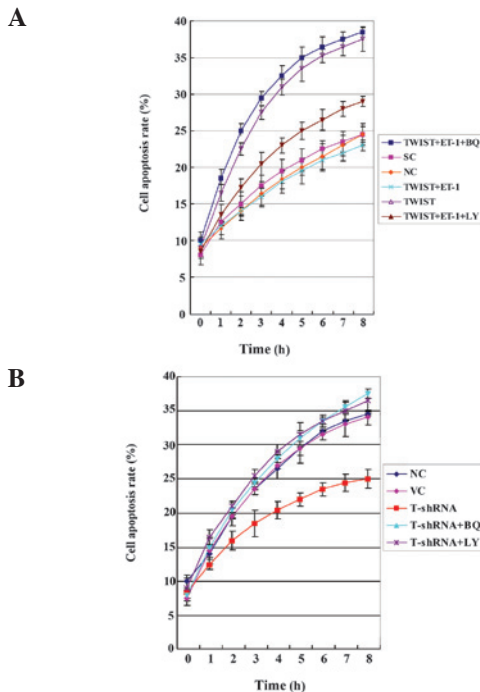 A
Cell apoptosis rate (%)
40
35
30
25
20
15
10
5
0
0 1 2 3 4 5 6 7 8
Time (h)
TWIST+ET-1+BQ
SC
NC
TWIST+ET-1
TWIST
TWIST+ET-1+LY
B
Cell apoptosis rate (%)
40
35
30
25
20
15
10
5
0
0 1 2 3 4 5 6 7 8
Time (h)
NC
VC
T-shRNA
T-shRNA+BQ
T-shRNA+LY